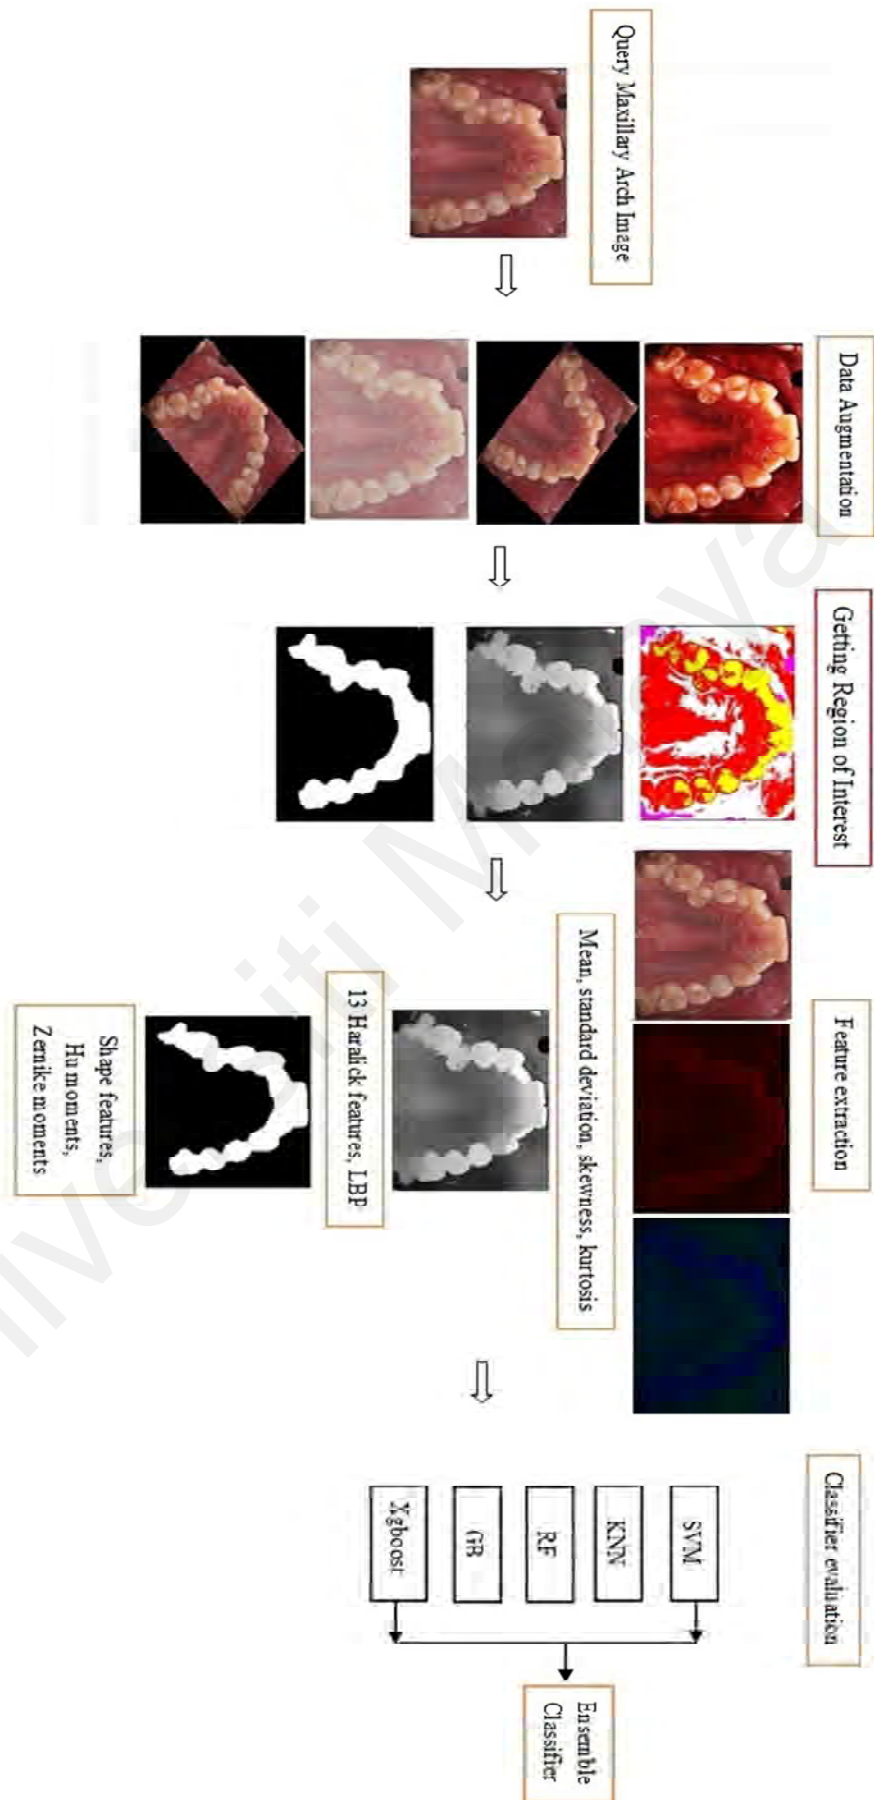 Query Maxillary Arch Image
Data Augmentation
Getting Region of Interest
Feature extraction
Mean, standard deviation, skewness, kurtosis
13 Haralick features, LBP
Shape features,
Hu moments,
Zernike moments
Classifier evaluation
SVM
KNN
RF
GB
Xgboost
Ensemble
Classifier